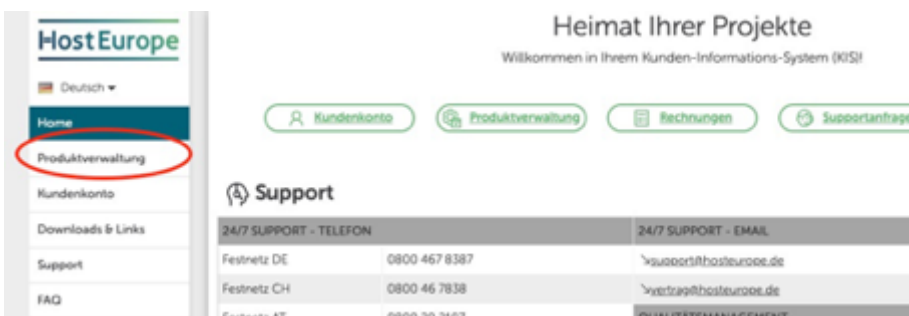 HostEurope
Deutsch
Home
Produktverwaltung
Kundenkonto
Downloads & Links
Support
FAQ
Heimat Ihrer Projekte
Willkommen in Ihrem Kunden-Informations-System (KIS)!
Kundenkonto
Produktverwaltung
Rechnungen
Supportanfrage
Support
24/7 SUPPORT - TELEFON
24/7 SUPPORT - EMAIL
Festnetz DE 0800 467 8387
support@hosteurope.de
Festnetz CH 0800 46 7838
vertrag@hosteurope.de
QUALITÄTSMANAGEMENT